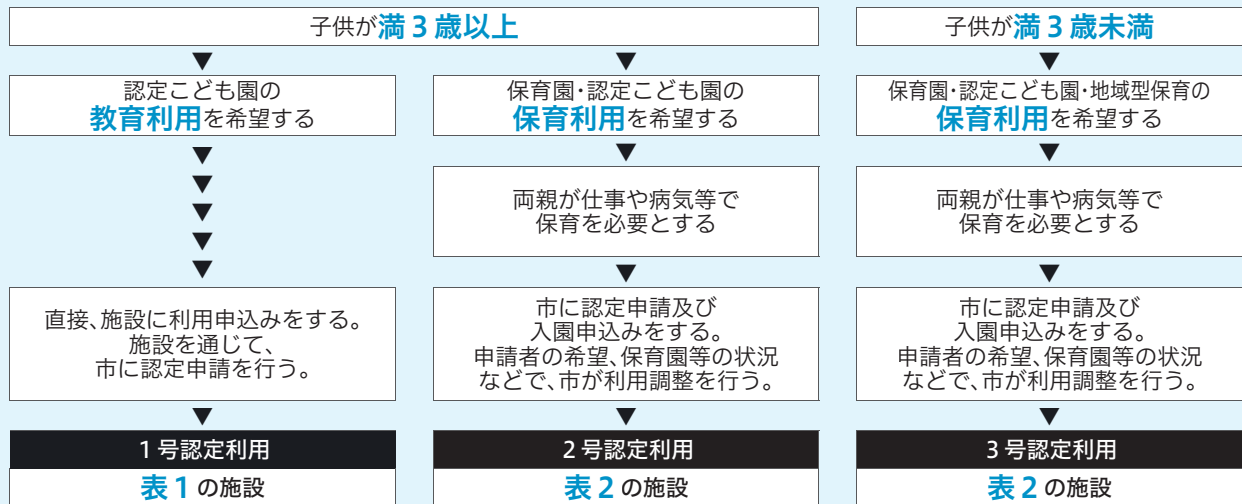 子供が満3歳以上
▼
認定こども園の
教育利用を希望する
▼
▼
▼
▼
▼
直接、施設に利用申込みをする。
施設を通じて、
市に認定申請を行う。
▼
1号認定利用
表1の施設
▼
保育園・認定こども園の
保育利用を希望する
▼
両親が仕事や病気等で
保育を必要とする
▼
市に認定申請及び
入園申込みをする。
申請者の希望、保育園等の状況
などで、市が利用調整を行う。
▼
2号認定利用
表2の施設
子供が満3歳未満
▼
保育園・認定こども園・地域型保育の
保育利用を希望する
▼
両親が仕事や病気等で
保育を必要とする
▼
市に認定申請及び
入園申込みをする。
申請者の希望、保育園等の状況
などで、市が利用調整を行う。
▼
3号認定利用
表2の施設